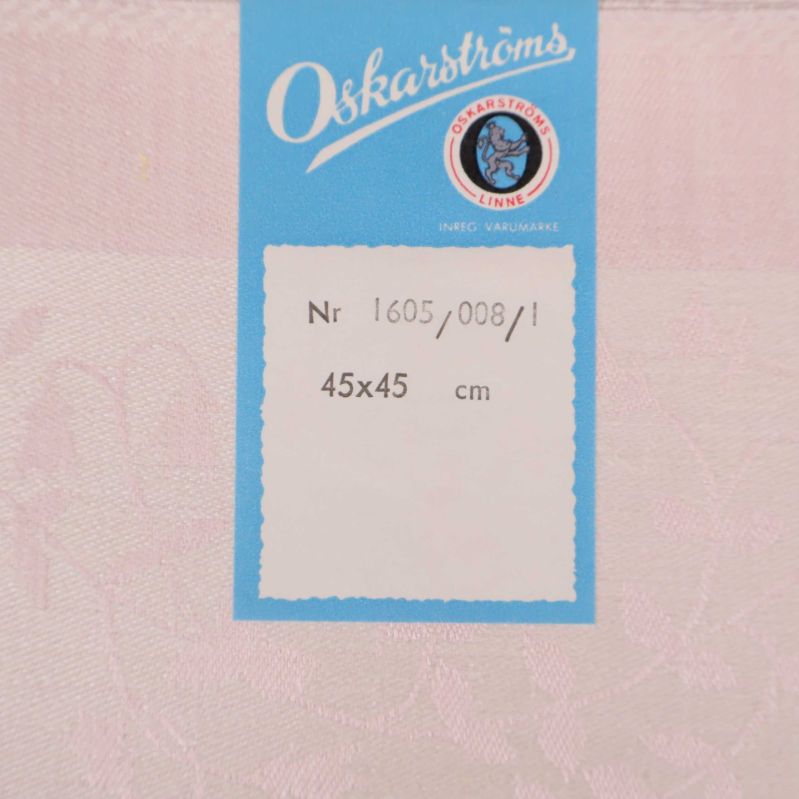 Oskarströms
OSKARSTRÖMS
LINNE
INREG. VARUMÄRKE
Nr 1605/008/1
45x45 cm